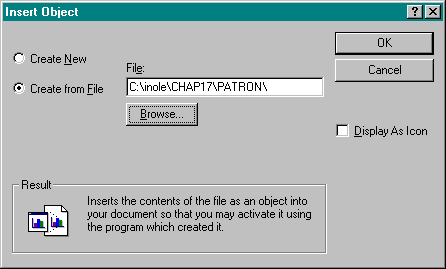 Insert Object
Create New
Create from File
File:
C:\inole\CHAP17\PATRON\
Browse...
OK
Cancel
Display As Icon
Result
Inserts the contents of the file as an object into
your document so that you may activate it using
the program which created it.